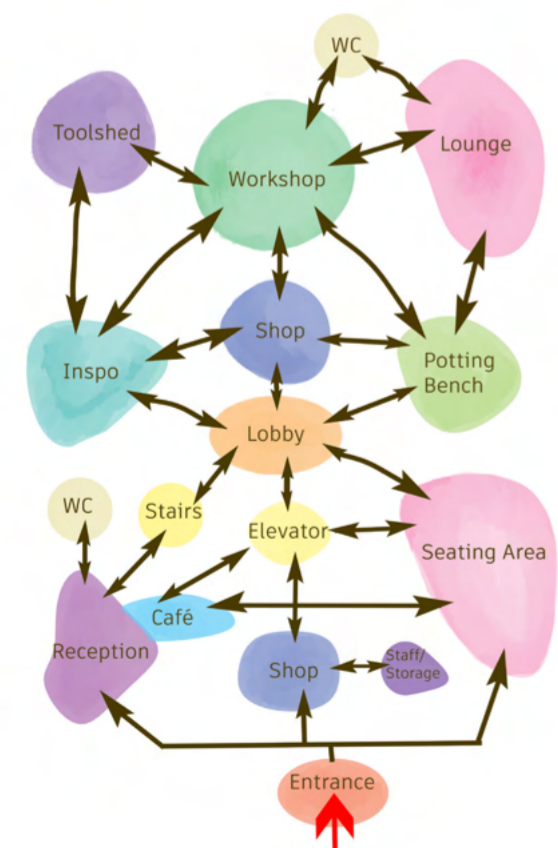 WC
Toolshed
Lounge
Workshop
Shop
Inspo
Potting
Bench
Lobby
WC
Stairs
Elevator
Seating Area
Café
Reception
Shop
Staff/
Storage
Entrance